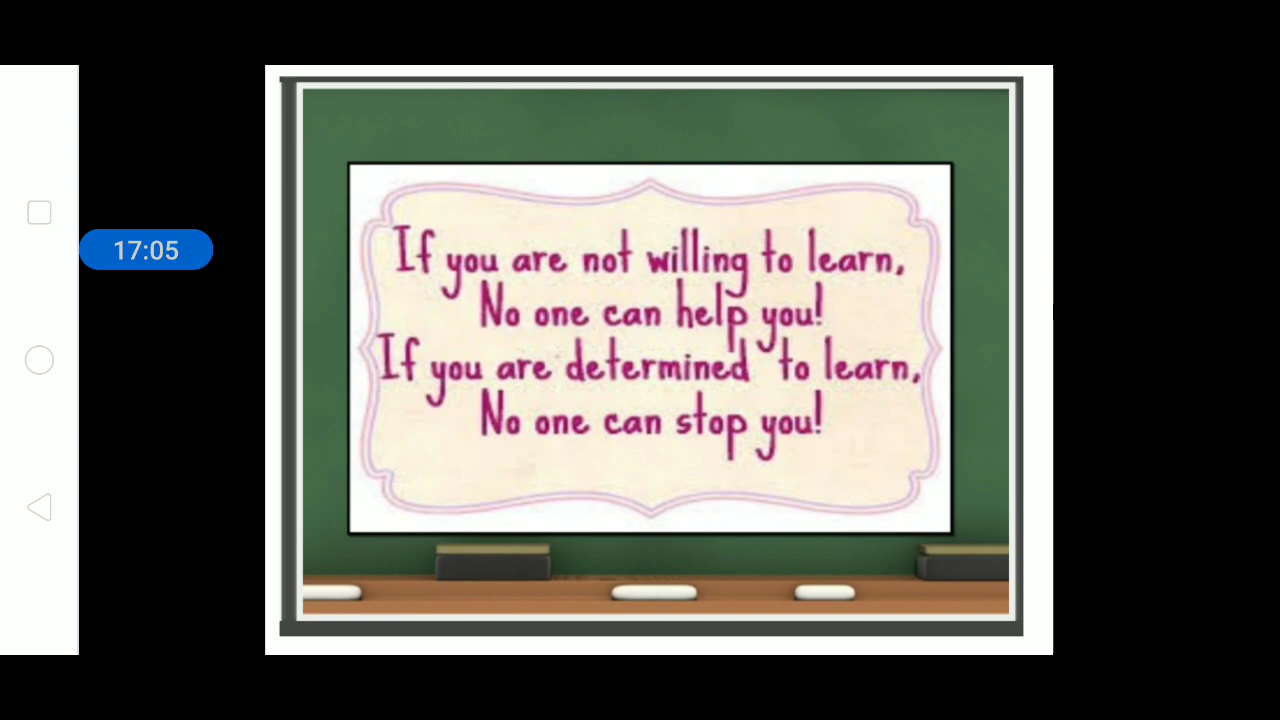 17:05
If you are not willing to learn,
No one can help you!
If you are determined to learn,
No one can stop you!